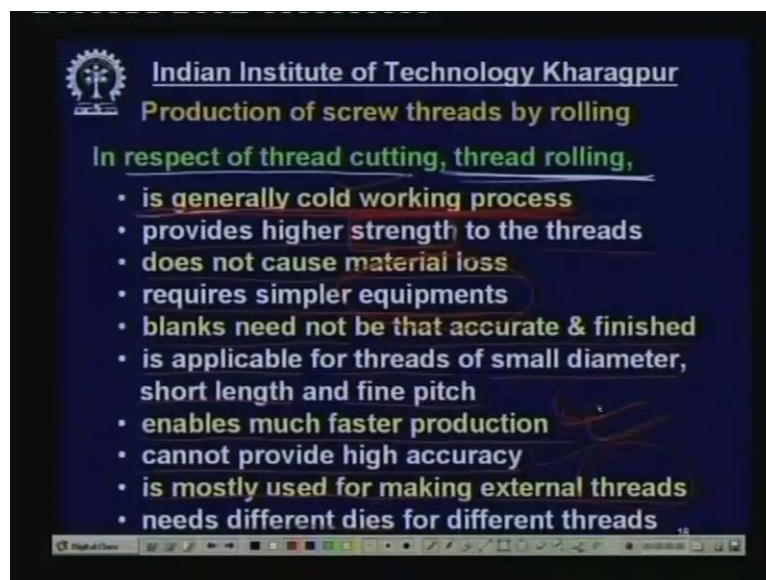 Indian Institute of Technology Kharagpur
Production of screw threads by rolling
In respect of thread cutting, thread rolling,
• is generally cold working process
• provides higher strength to the threads
• does not cause material loss
• requires simpler equipments
• blanks need not be that accurate & finished
• is applicable for threads of small diameter,
short length and fine pitch
• enables much faster production
• cannot provide high accuracy
• is mostly used for making external threads
• needs different dies for different threads
18